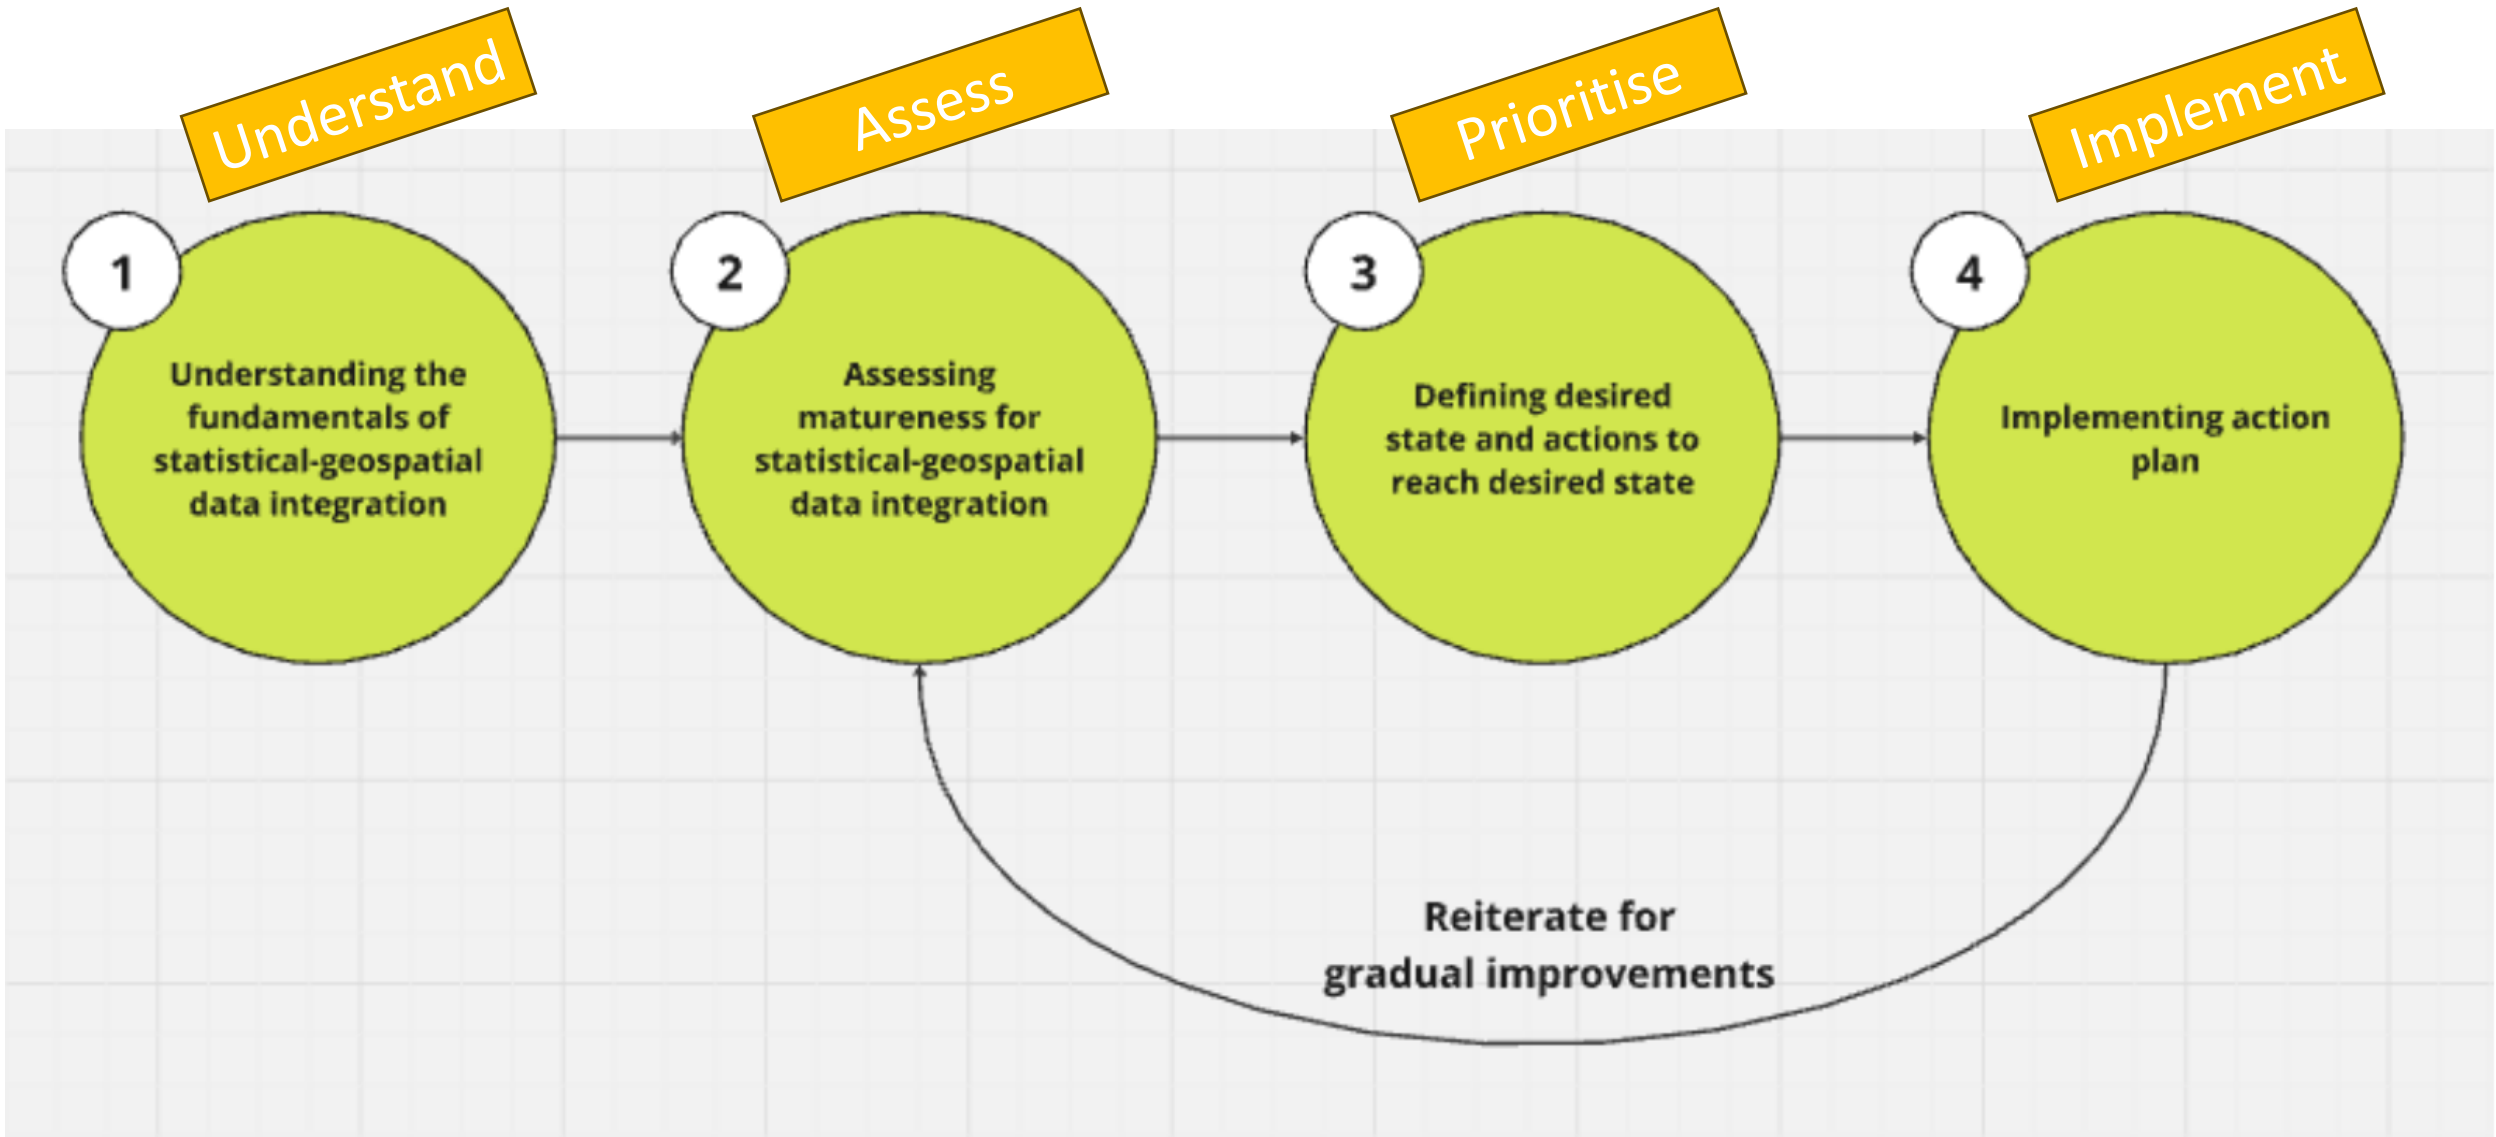 Understand
Assess
Prioritise
Implement
1
Understanding the
fundamentals of
statistical-geospatial
data integration
2
Assessing
matureness for
statistical-geospatial
data integration
3
Defining desired
state and actions to
reach desired state
4
Implementing action
plan
Reiterate for
gradual improvements